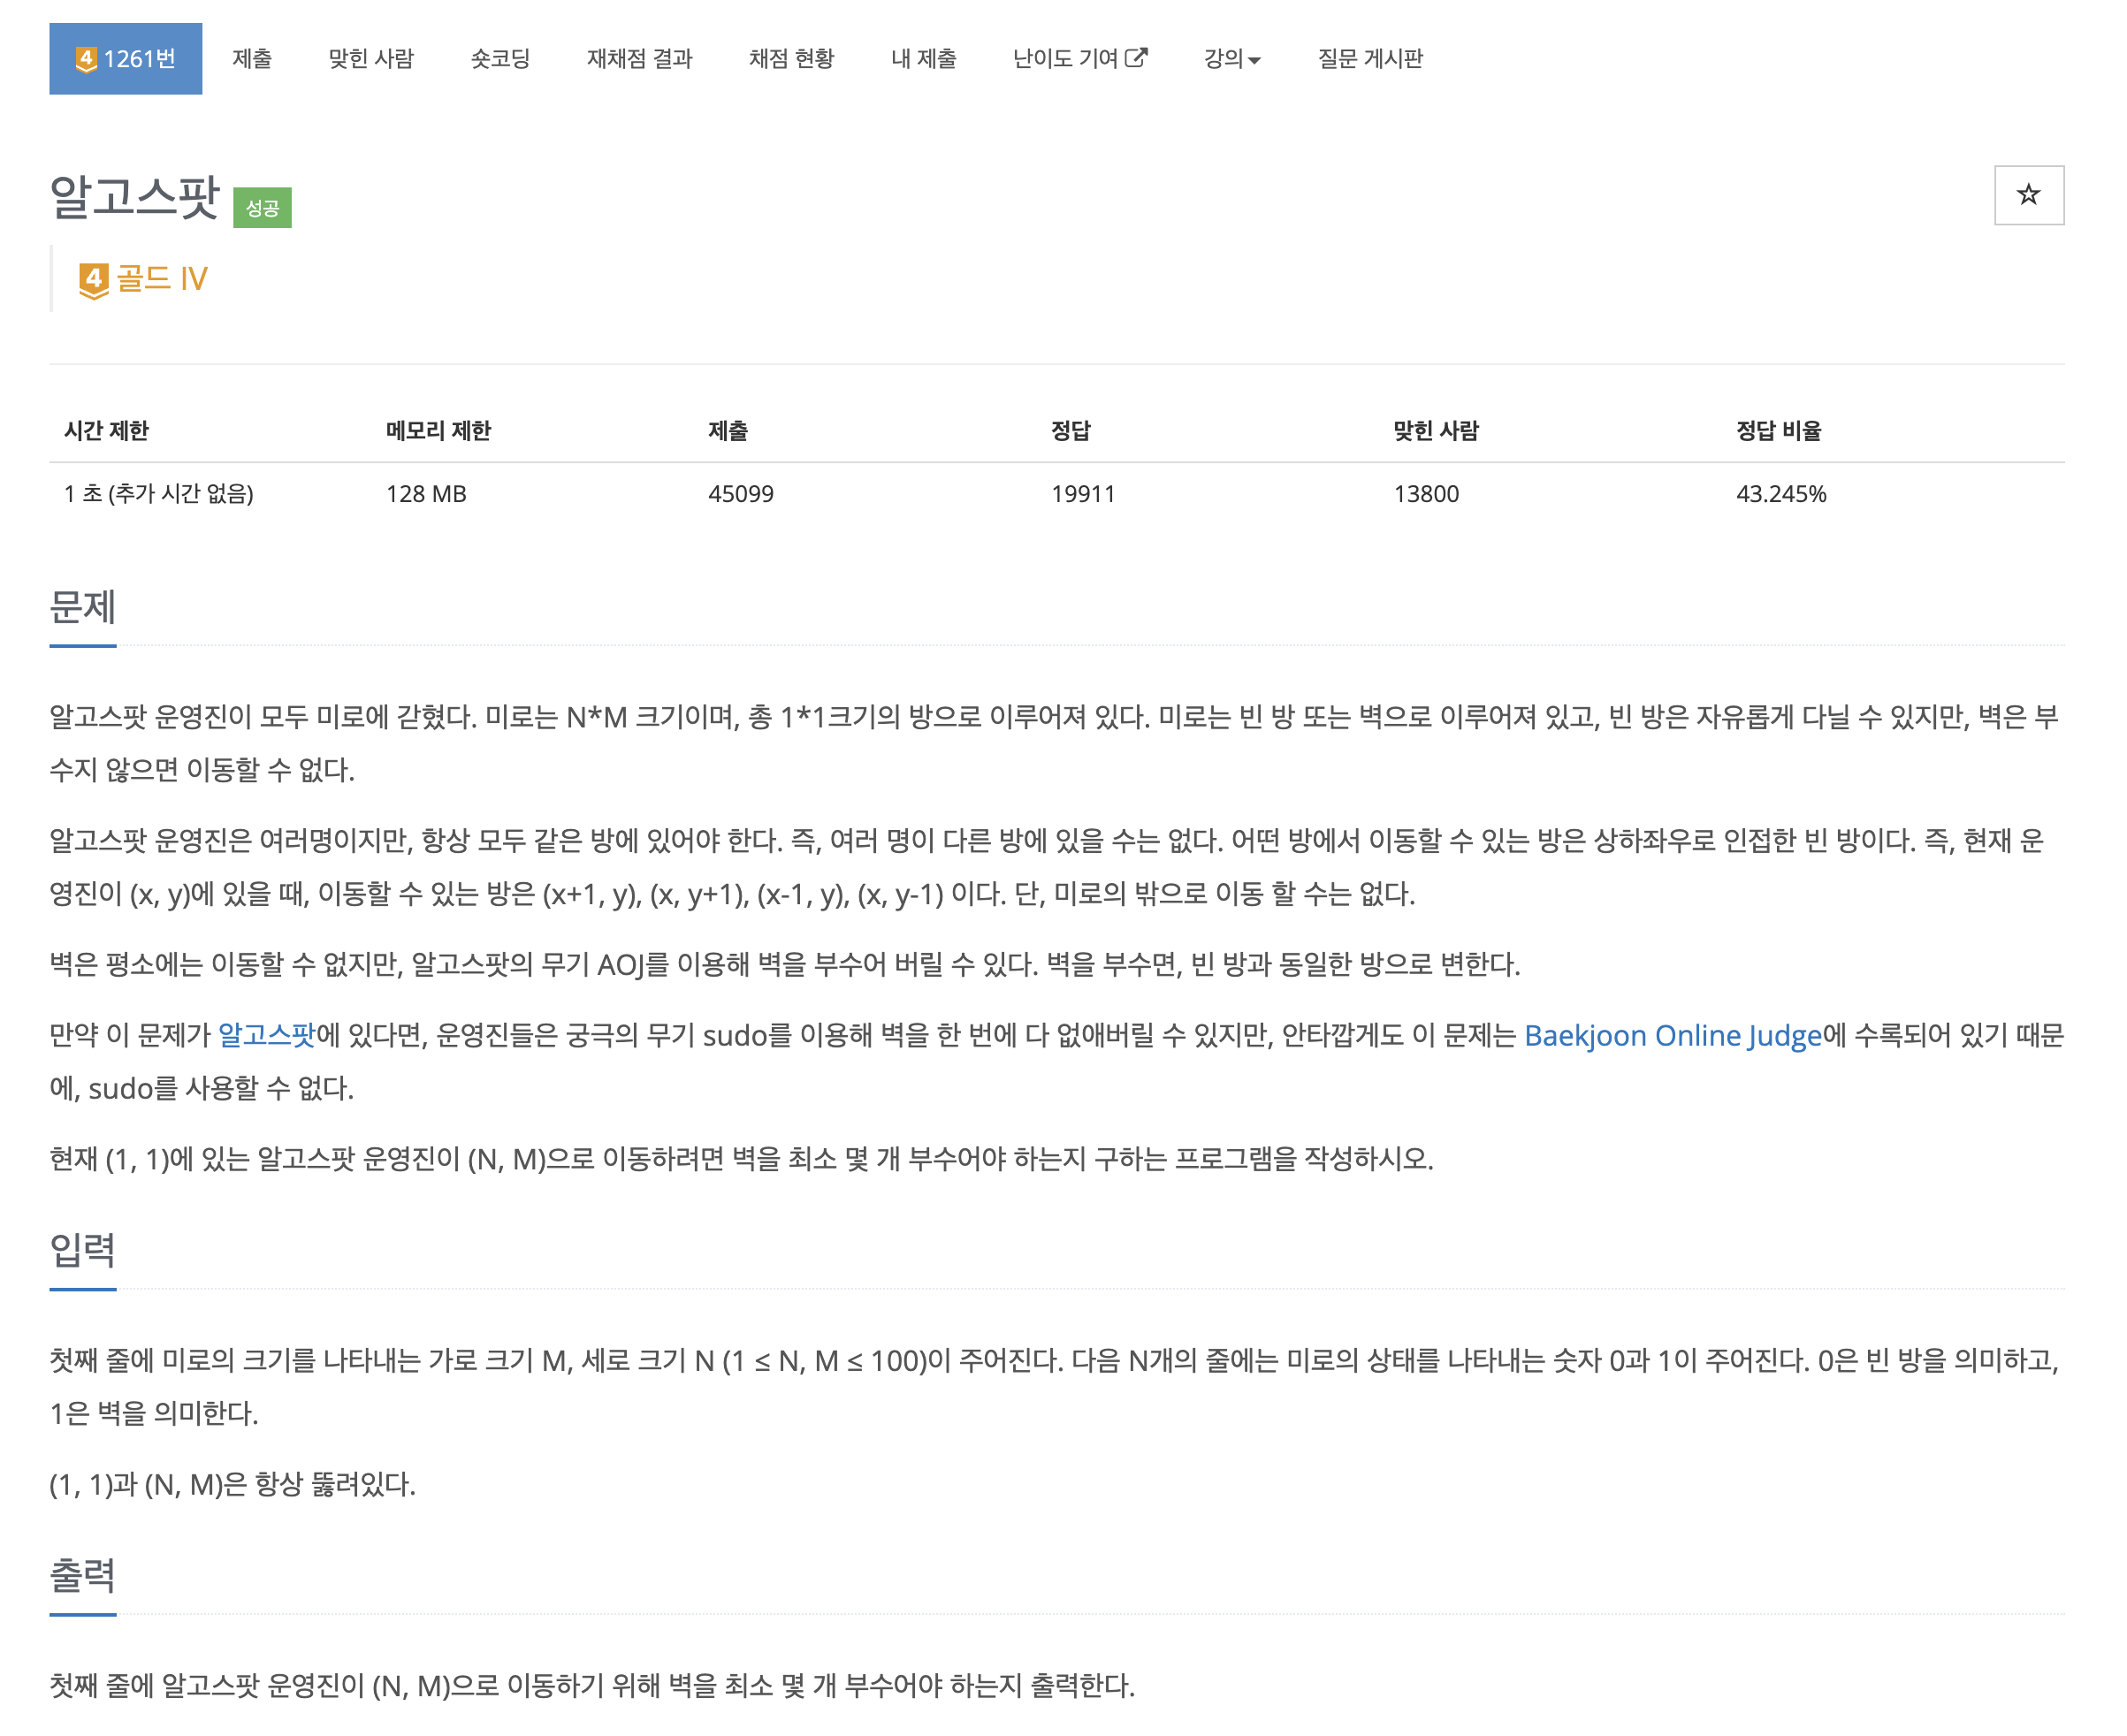 4 1261번 제출 맞힌 사람 숏코딩 재채점 결과 채점 현황 내 제출 난이도 기여 강의 질문 게시판
알고스팟 성공
4 골드 IV
시간 제한 메모리 제한 제출 정답 맞힌 사람 정답 비율
1 초 (추가 시간 없음) 128 MB 45099 19911 13800 43.245%
문제
알고스팟 운영진이 모두 미로에 갇혔다. 미로는 N*M 크기이며, 총 1*1크기의 방으로 이루어져 있다. 미로는 빈 방 또는 벽으로 이루어져 있고, 빈 방은 자유롭게 다닐 수 있지만, 벽은 부
수지 않으면 이동할 수 없다.
알고스팟 운영진은 여러명이지만, 항상 모두 같은 방에 있어야 한다. 즉, 여러 명이 다른 방에 있을 수는 없다. 어떤 방에서 이동할 수 있는 방은 상하좌우로 인접한 빈 방이다. 즉, 현재 운
영진이 (x, y)에 있을 때, 이동할 수 있는 방은 (x+1, y), (x, y+1), (x-1, y), (x, y-1) 이다. 단, 미로의 밖으로 이동 할 수는 없다.
벽은 평소에는 이동할 수 없지만, 알고스팟의 무기 AOJ를 이용해 벽을 부수어 버릴 수 있다. 벽을 부수면, 빈 방과 동일한 방으로 변한다.
만약 이 문제가 알고스팟에 있다면, 운영진들은 궁극의 무기 sudo를 이용해 벽을 한 번에 다 없애버릴 수 있지만, 안타깝게도 이 문제는 Baekjoon Online Judge에 수록되어 있기 때문
에, sudo를 사용할 수 없다.
현재 (1, 1)에 있는 알고스팟 운영진이 (N, M)으로 이동하려면 벽을 최소 몇 개 부수어야 하는지 구하는 프로그램을 작성하시오.
입력
첫째 줄에 미로의 크기를 나타내는 가로 크기 M, 세로 크기 N (1 ≤ N, M ≤ 100)이 주어진다. 다음 N개의 줄에는 미로의 상태를 나타내는 숫자 0과 1이 주어진다. 0은 빈 방을 의미하고,
1은 벽을 의미한다.
(1, 1)과 (N, M)은 항상 뚫려있다.
출력
첫째 줄에 알고스팟 운영진이 (N, M)으로 이동하기 위해 벽을 최소 몇 개 부수어야 하는지 출력한다.